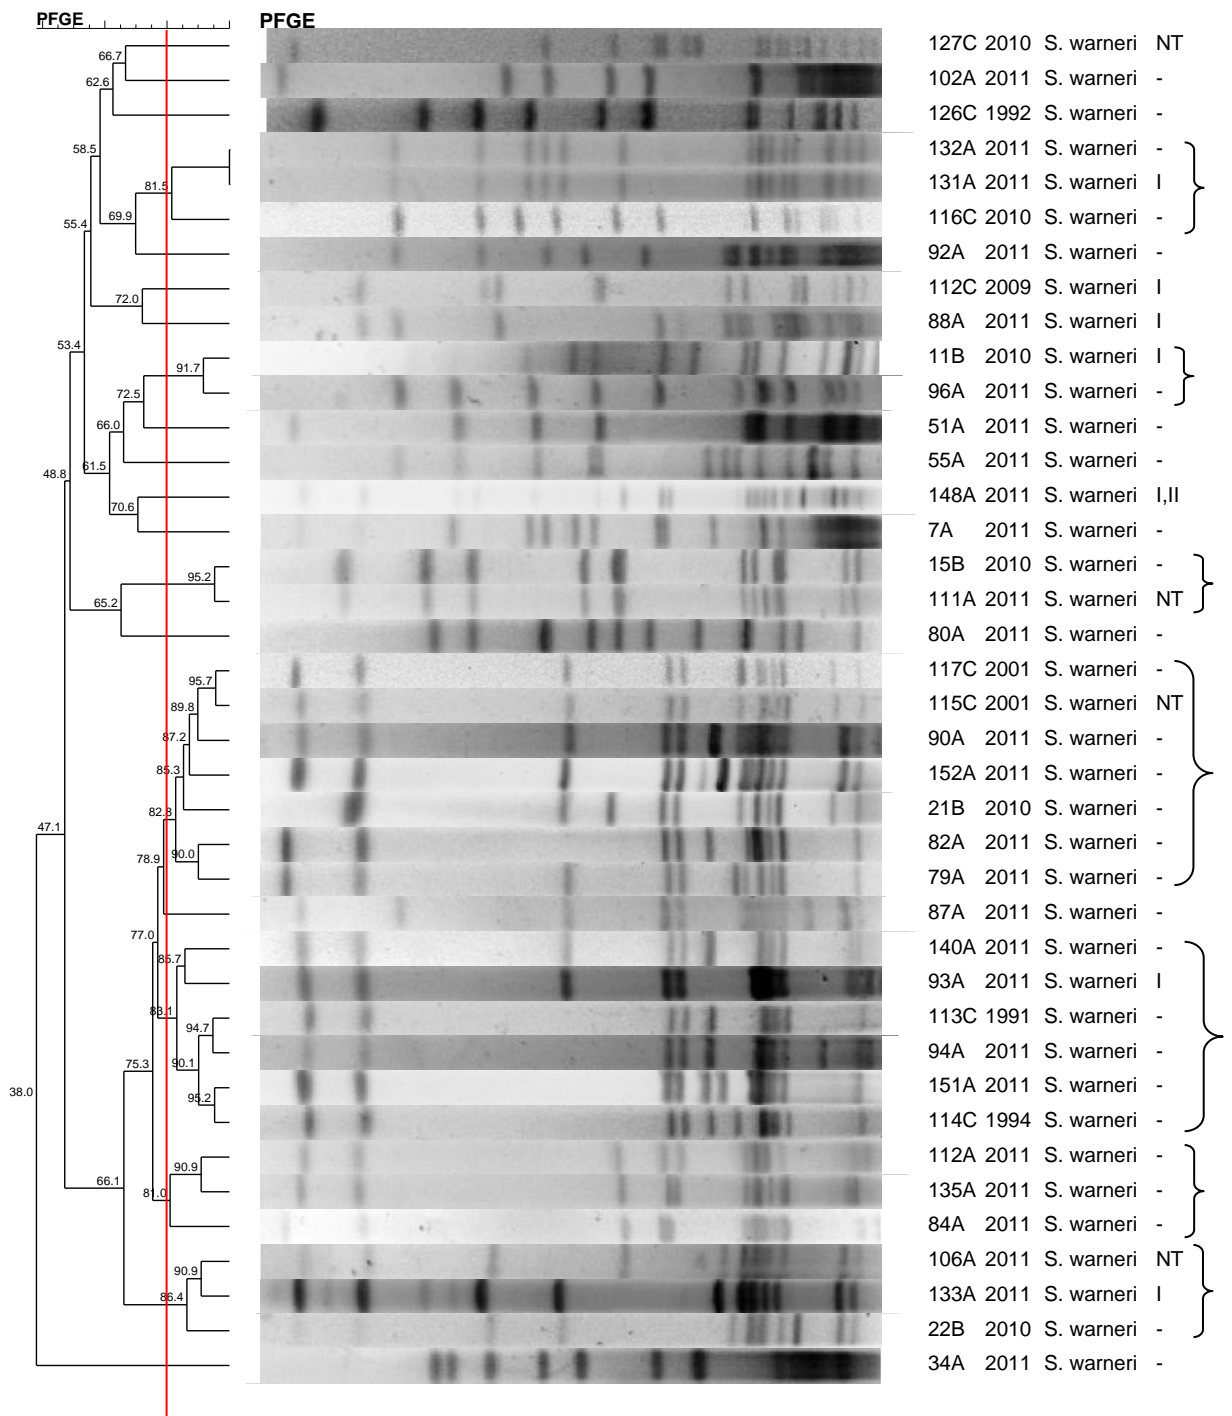 PFGE PFGE
127C 2010 S. warneri NT
66.7
102A 2011 S. warneri -
62.6
126C 1992 S. warneri -
58.5
132A 2011 S. warneri -
81.5
131A 2011 S. warneri I
69.9
116C 2010 S. warneri -
55.4
92A 2011 S. warneri -
112C 2009 S. warneri I
72.0
88A 2011 S. warneri I
53.4
11B 2010 S. warneri I
91.7
96A 2011 S. warneri -
72.5
51A 2011 S. warneri -
66.0
55A 2011 S. warneri -
61.5
48.8
148A 2011 S. warneri I,II
70.6
7A 2011 S. warneri -
15B 2010 S. warneri -
95.2
111A 2011 S. warneri NT
65.2
80A 2011 S. warneri -
117C 2001 S. warneri -
95.7
115C 2001 S. warneri NT
89.8
90A 2011 S. warneri -
87.2
152A 2011 S. warneri -
85.3
21B 2010 S. warneri -
82.3
47.1
82A 2011 S. warneri -
90.0
78.9
79A 2011 S. warneri -
87A 2011 S. warneri -
77.0
140A 2011 S. warneri -
85.7
93A 2011 S. warneri I
83.1
113C 1991 S. warneri -
94.7
94A 2011 S. warneri -
90.1
75.3
151A 2011 S. warneri -
38.0
95.2
114C 1994 S. warneri -
112A 2011 S. warneri -
90.9
66.1
135A 2011 S. warneri -
81.0
84A 2011 S. warneri -
106A 2011 S. warneri NT
90.9
133A 2011 S. warneri I
86.4
22B 2010 S. warneri -
34A 2011 S. warneri -